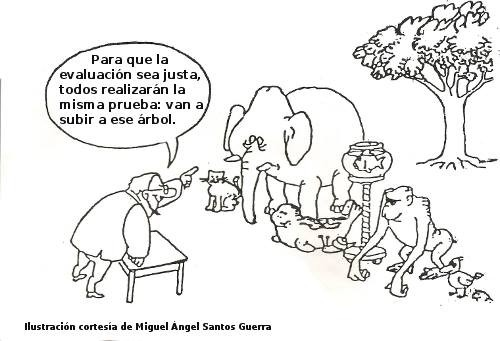 Para que la
evaluación sea justa,
todos realizarán la
misma prueba: van a
subir a ese árbol.
Ilustración cortesía de Miguel Ángel Santos Guerra